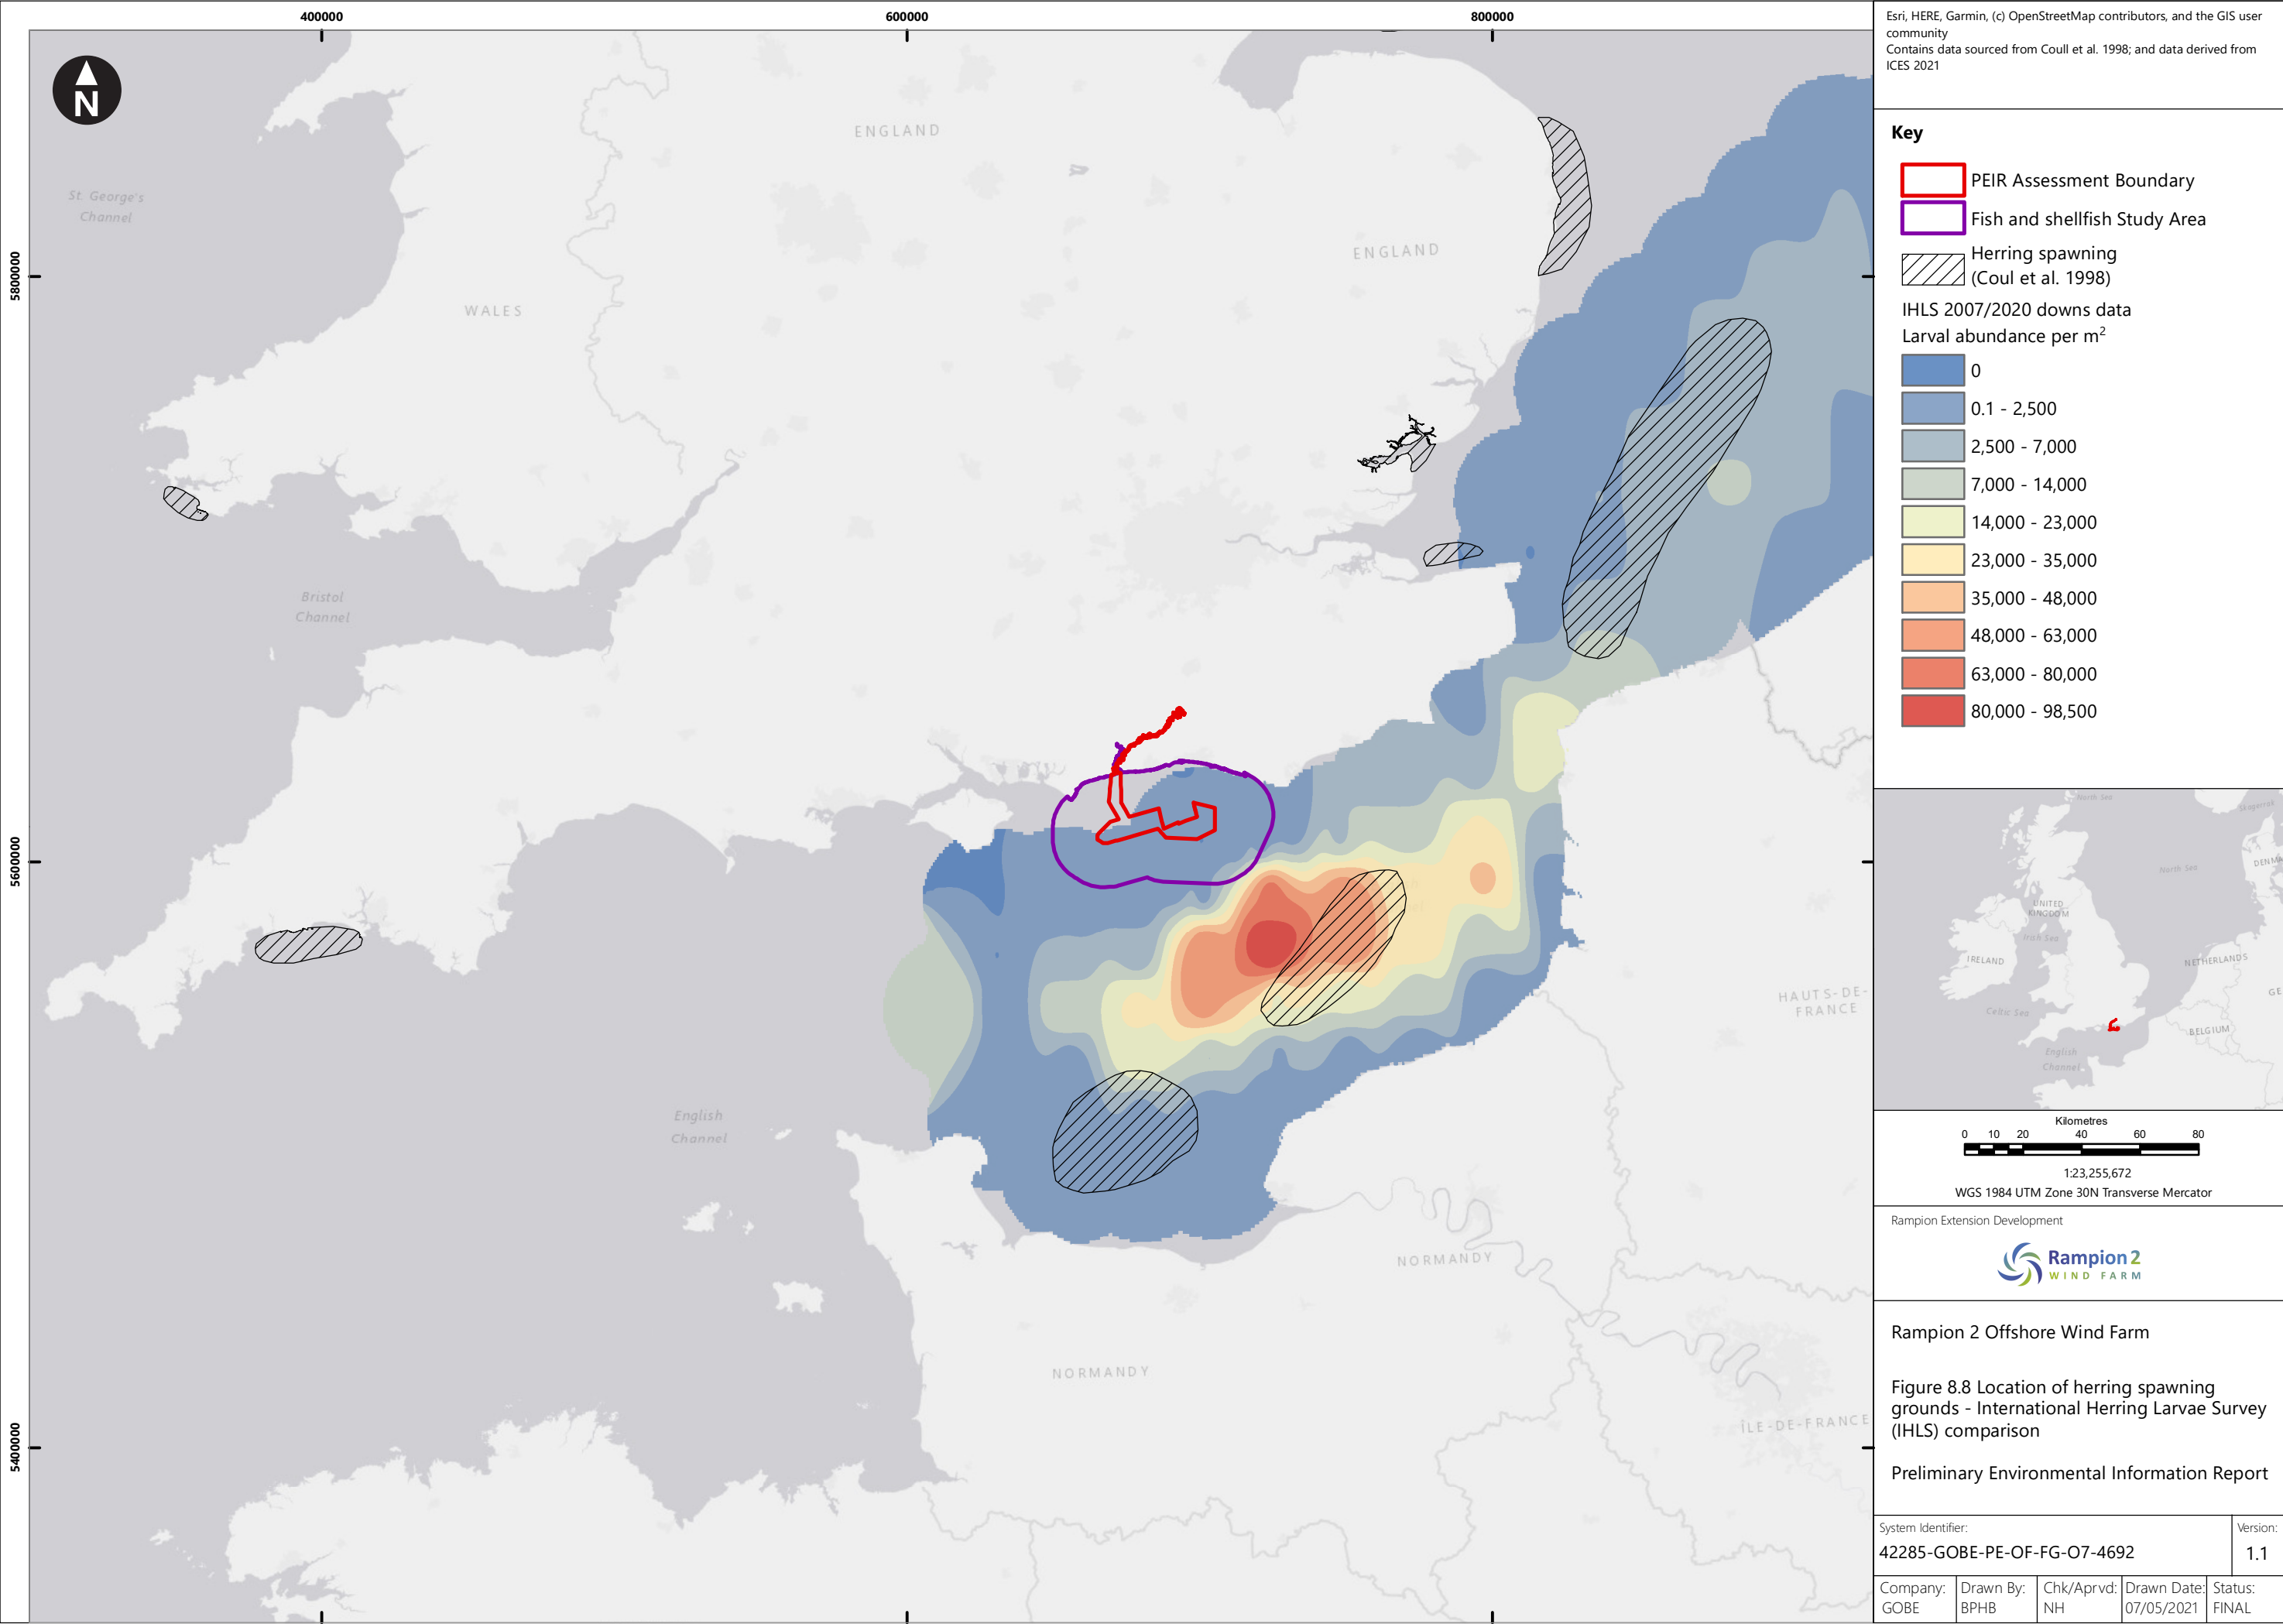 400000
600000
800000
5800000
5600000
5400000
N
St. George's
Channel
ENGLAND
ENGLAND
WALES
Bristol
Channel
English
Channel
HAUTS-DE-
FRANCE
NORMANDY
NORMANDY
ÎLE-DE-FRANCE
Esri, HERE, Garmin, (c) OpenStreetMap contributors, and the GIS user
community
Contains data sourced from Coull et al. 1998; and data derived from
ICES 2021
Key
PEIR Assessment Boundary
Fish and shellfish Study Area
Herring spawning
(Coul et al. 1998)
IHLS 2007/2020 downs data
Larval abundance per m²
0
0.1 - 2,500
2,500 - 7,000
7,000 - 14,000
14,000 - 23,000
23,000 - 35,000
35,000 - 48,000
48,000 - 63,000
63,000 - 80,000
80,000 - 98,500
North Sea
Skagerrak
North Sea
UNITED
KINGDOM
Irish Sea
IRELAND
NETHERLANDS
Celtic Sea
BELGIUM
English
Channel
Kilometres
0 10 20 40 60 80
1:23,255,672
WGS 1984 UTM Zone 30N Transverse Mercator
Rampion Extension Development
Rampion 2
WIND FARM
Rampion 2 Offshore Wind Farm
Figure 8.8 Location of herring spawning
grounds - International Herring Larvae Survey
(IHLS) comparison
Preliminary Environmental Information Report
System Identifier:
42285-GOBE-PE-OF-FG-O7-4692
Version:
1.1
Company:
GOBE
Drawn By:
BPHB
Chk/Aprvd:
NH
Drawn Date:
07/05/2021
Status:
FINAL